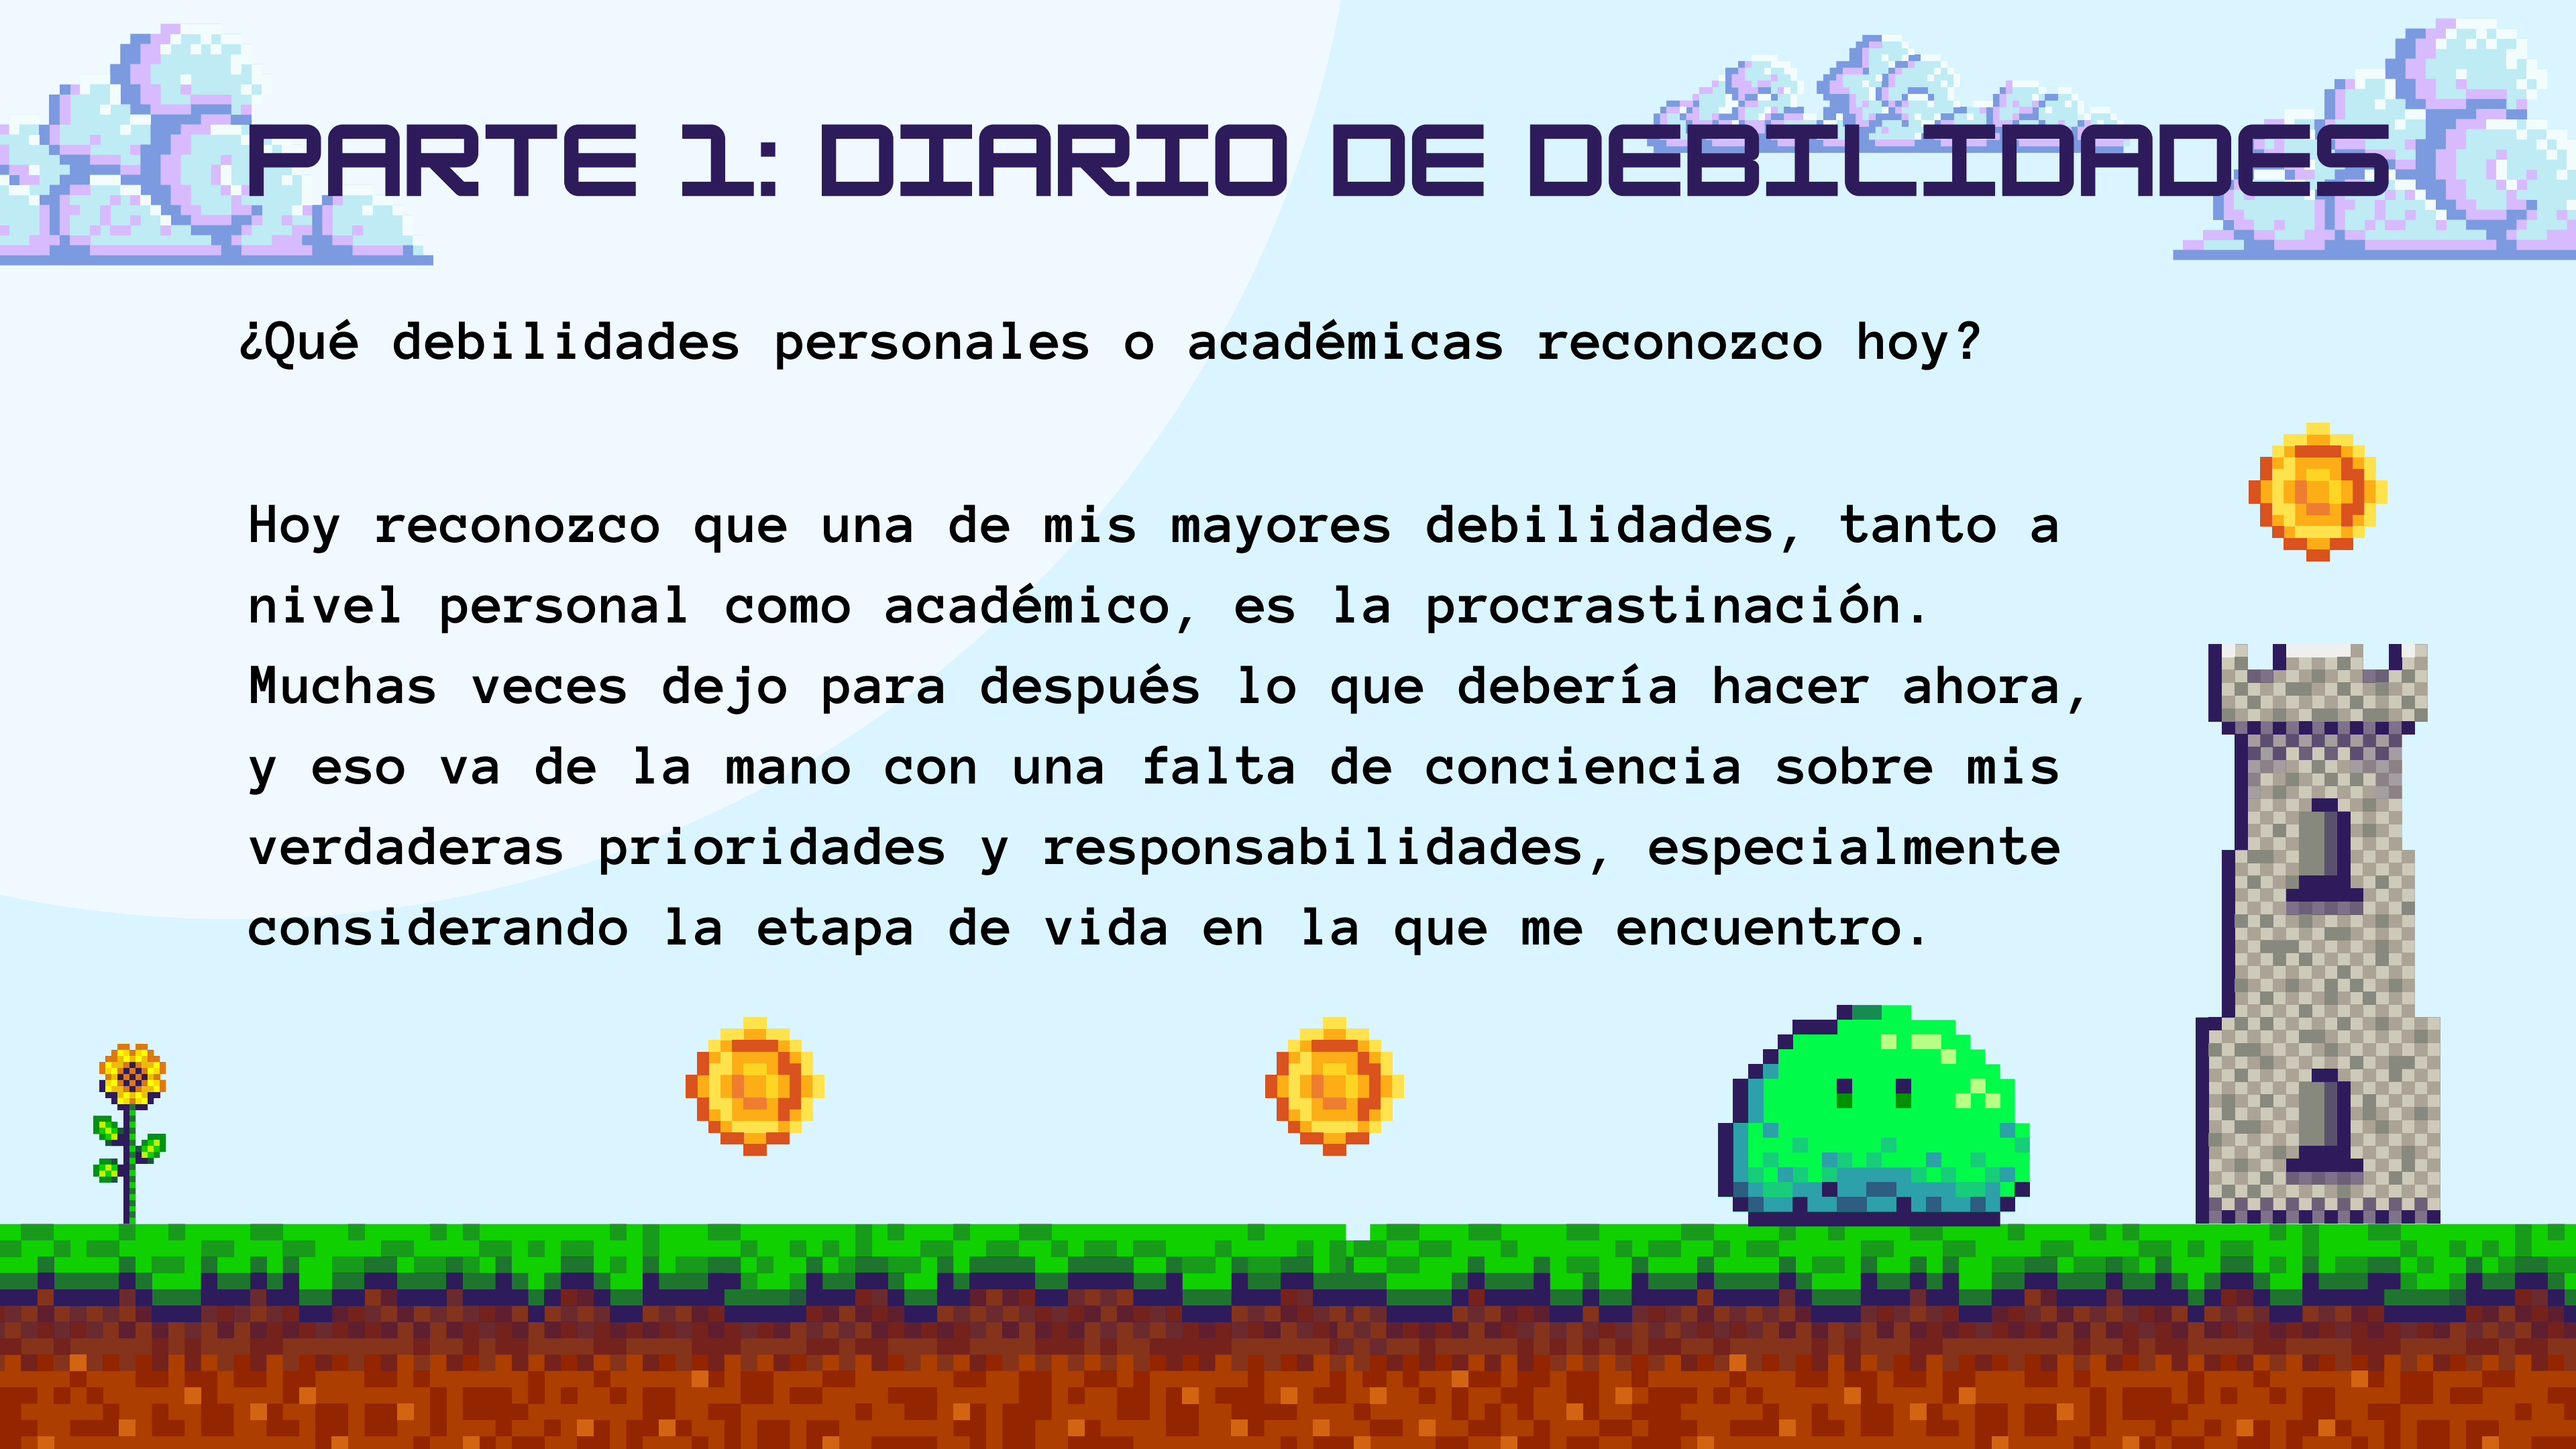 PARTE 1: DIARIO DE DEBILIDADES
¿Qué debilidades personales o académicas reconozco hoy?
Hoy reconozco que una de mis mayores debilidades, tanto a
nivel personal como académico, es la procrastinación.
Muchas veces dejo para después lo que debería hacer ahora,
y eso va de la mano con una falta de conciencia sobre mis
verdaderas prioridades y responsabilidades, especialmente
considerando la etapa de vida en la que me encuentro.